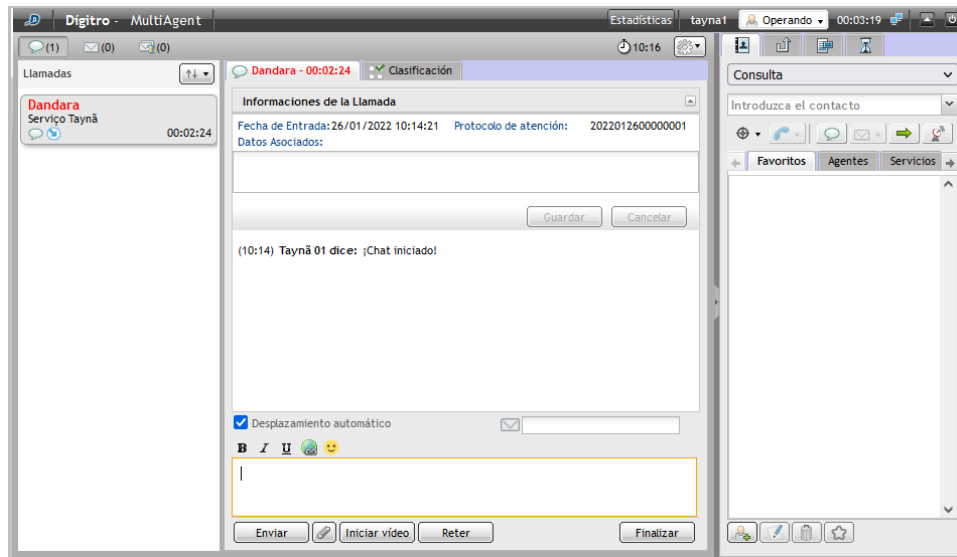 Dígitro - MultiAgent Estadísticas tayna1 Operando 00:03:19
(1) (0) (0) 10:16
Llamadas
Dandara
Serviço Taynã
00:02:24
Dandara - 00:02:24 Clasificación
Informaciones de la Llamada
Fecha de Entrada: 26/01/2022 10:14:21 Protocolo de atención: 2022012600000001
Datos Asociados:
Guardar Cancelar
(10:14) Taynã 01 dice: ¡Chat iniciado!
Desplazamiento automático
B I U
Enviar Iniciar vídeo Reter Finalizar
Consulta
Introduzca el contacto
Favoritos Agentes Servicios